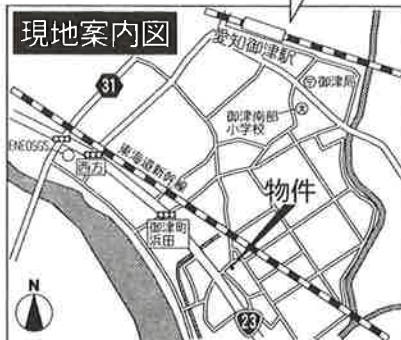 現地案内図
愛知御津駅
31
御津局
御津南部
小学校
ENEOSGS
東海道新幹線
西方
物件
御津町
浜田
N
23